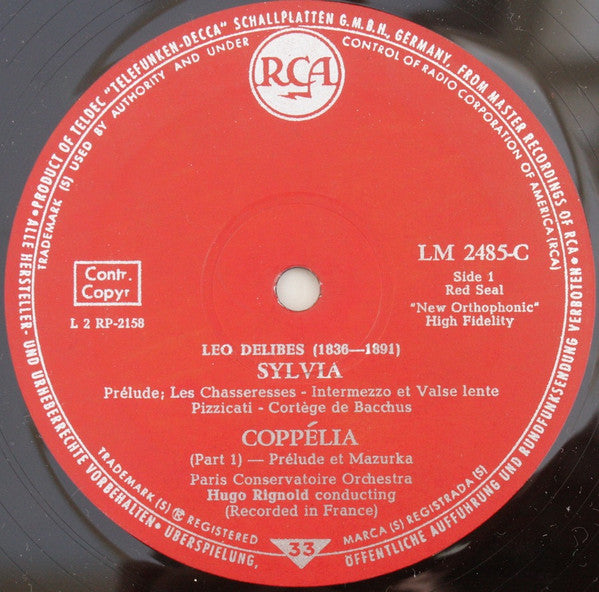 • PRODUCT OF TELDEC "TELEFUNKEN-DECCA" SCHALLPLATTEN G.M.B.H., GERMANY, FROM MASTER RECORDINGS OF RCA •
TRADEMARK (S) USED BY AUTHORITY AND UNDER CONTROL OF RADIO CORPORATION OF AMERICA (RCA)
RCA
LM 2485-C
Contr.
Copyr
Side 1
Red Seal
"New Orthophonic"
High Fidelity
L 2 RP-2158
LEO DELIBES (1836—1891)
SYLVIA
Prélude; Les Chasseresses - Intermezzo et Valse lente
Pizzicati - Cortège de Bacchus
COPPÉLIA
(Part 1) — Prélude et Mazurka
Paris Conservatoire Orchestra
Hugo Rignold conducting
(Recorded in France)
TRADEMARK (S) ® REGISTERED
MARCA (S) REGISTRADA (S)
33
ALLE HERSTELLER- UND URHEBERRECHTE VORBEHALTEN • ÜBERSPIELUNG, ÖFFENTLICHE AUFFÜHRUNG UND RUNDFUNKSENDUNG VERBOTEN